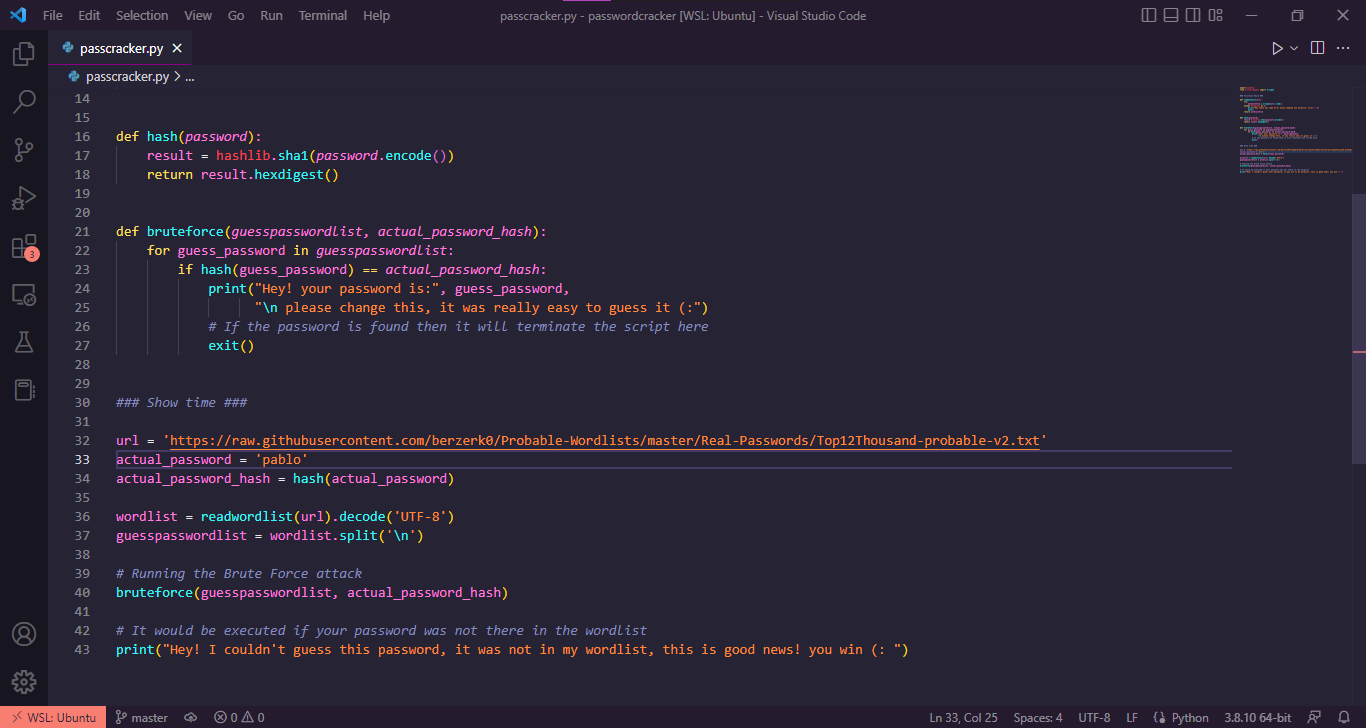 File Edit Selection View Go Run Terminal Help passcracker.py - passwordcracker [WSL: Ubuntu] - Visual Studio Code
passcracker.py
passcracker.py > ...
14
15
16 def hash(password):
17 result = hashlib.sha1(password.encode())
18 return result.hexdigest()
19
20
21 def bruteforce(guesspasswordlist, actual_password_hash):
22 for guess_password in guesspasswordlist:
23 if hash(guess_password) == actual_password_hash:
24 print("Hey! your password is:", guess_password,
25 "\n please change this, it was really easy to guess it (:")
26 # If the password is found then it will terminate the script here
27 exit()
28
29
30 ### Show time ###
31
32 url = 'https://raw.githubusercontent.com/berzerk0/Probable-Wordlists/master/Real-Passwords/Top12Thousand-probable-v2.txt'
33 actual_password = 'pablo'
34 actual_password_hash = hash(actual_password)
35
36 wordlist = readwordlist(url).decode('UTF-8')
37 guesspasswordlist = wordlist.split('\n')
38
39 # Running the Brute Force attack
40 bruteforce(guesspasswordlist, actual_password_hash)
41
42 # It would be executed if your password was not there in the wordlist
43 print("Hey! I couldn't guess this password, it was not in my wordlist, this is good news! you win (: ")
3
WSL: Ubuntu master 0 0 Ln 33, Col 25 Spaces: 4 UTF-8 LF Python 3.8.10 64-bit